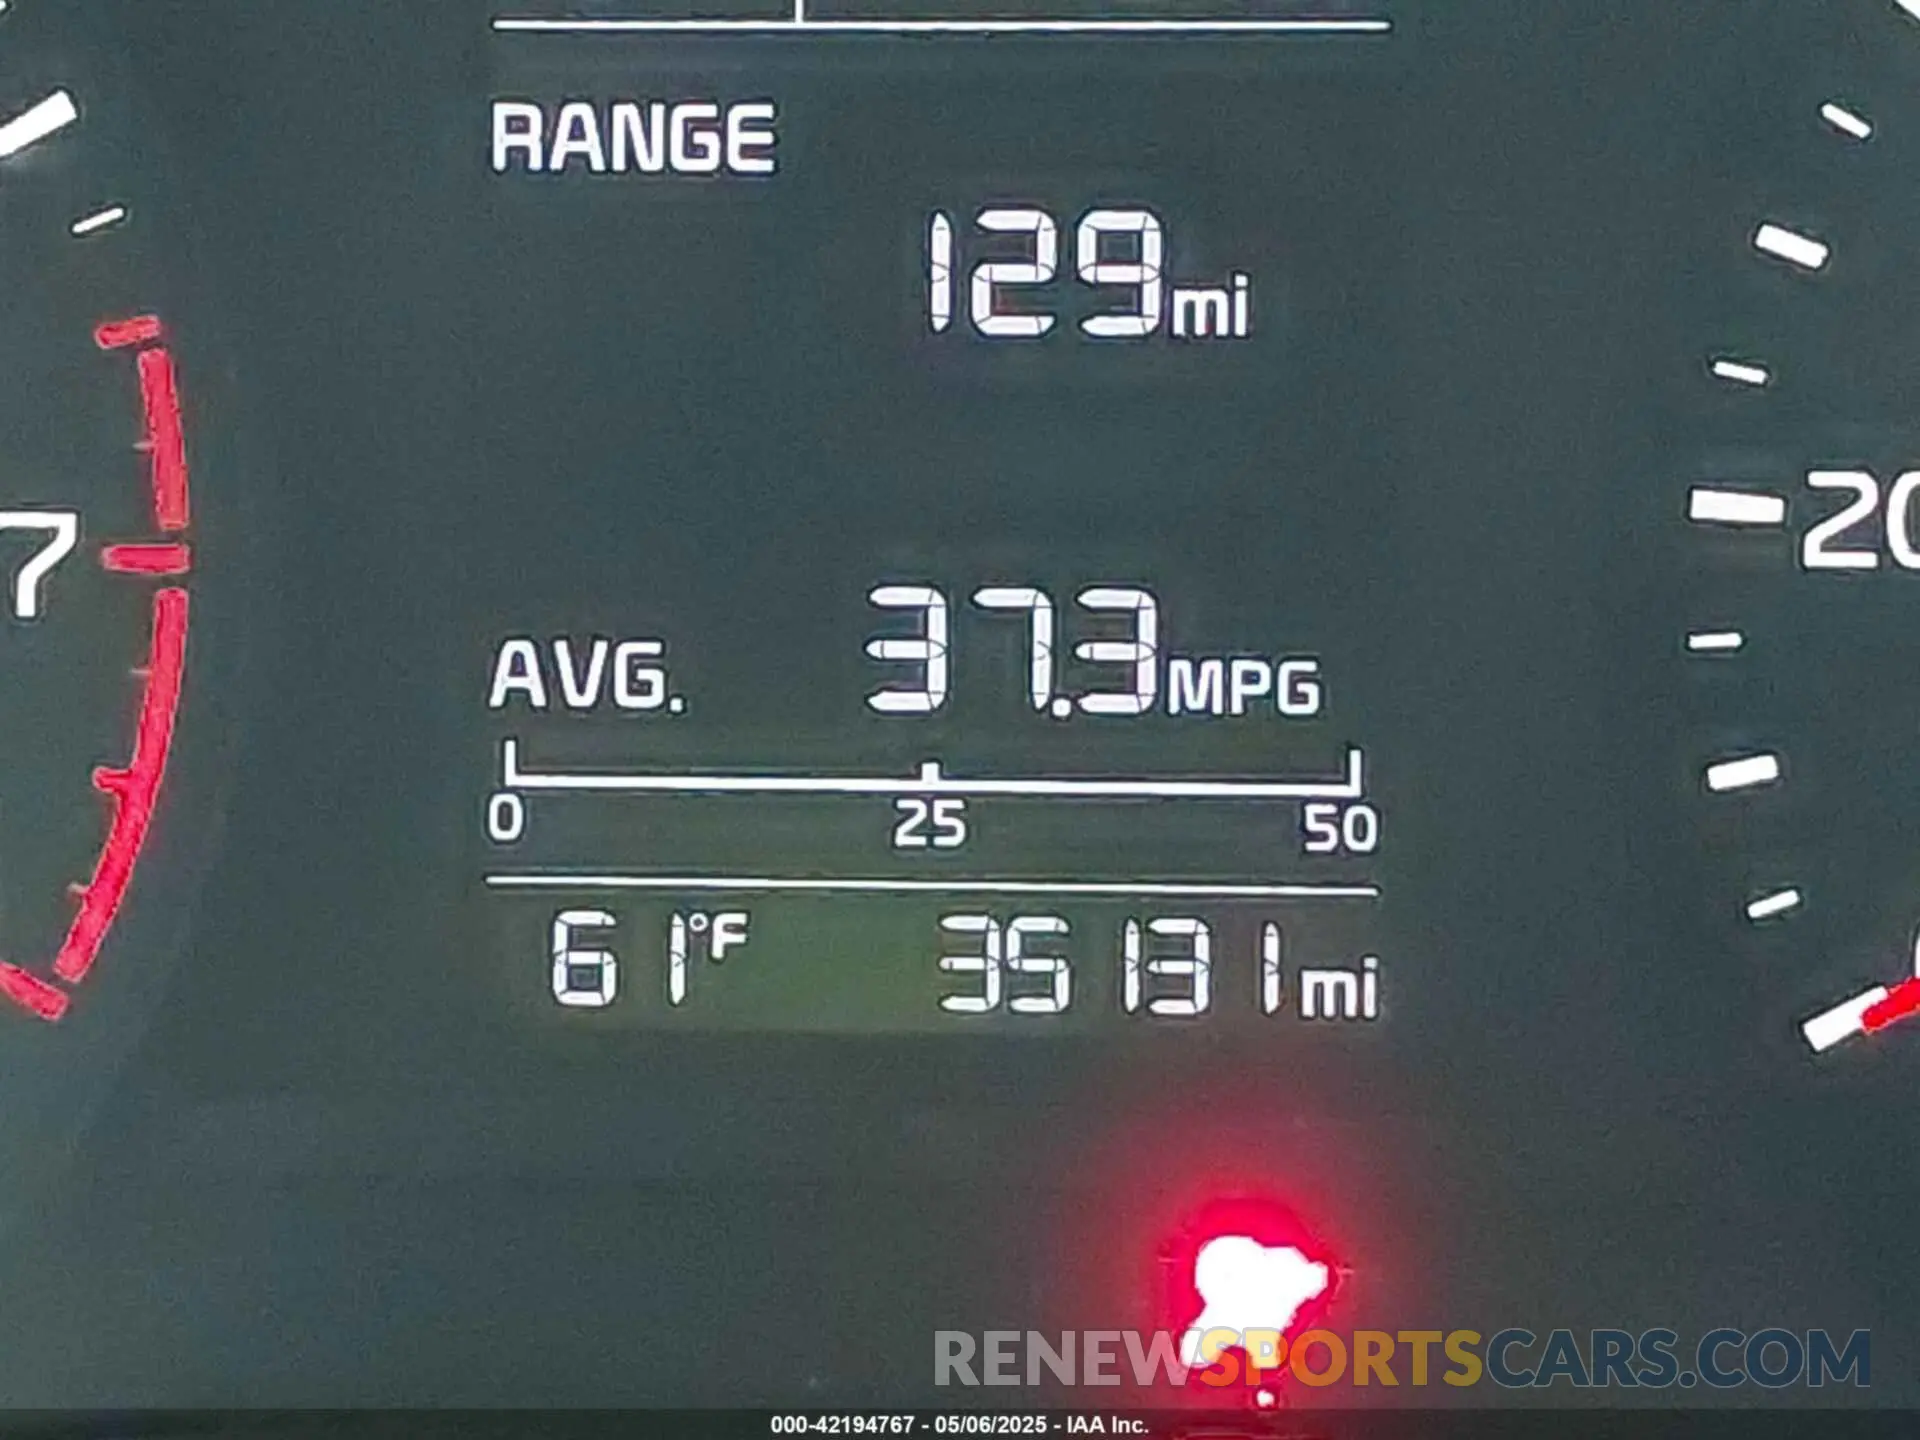 RANGE
129mi
7
20
AVG. 37.3MPG
0 25 50
61°F 35131mi
RENEWSPORTSCARS.COM
000-42194767 - 05/06/2025 - IAA Inc.